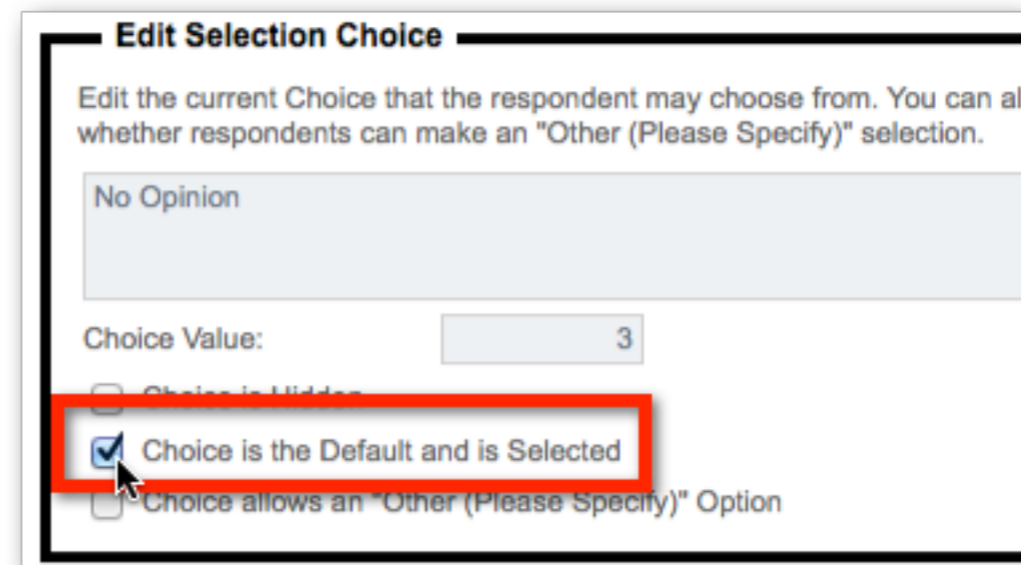 Edit Selection Choice
Edit the current Choice that the respondent may choose from. You can al
whether respondents can make an "Other (Please Specify)" selection.
No Opinion
Choice Value:
3
Choice is Hidden
Choice is the Default and is Selected
Choice allows an "Other (Please Specify)" Option